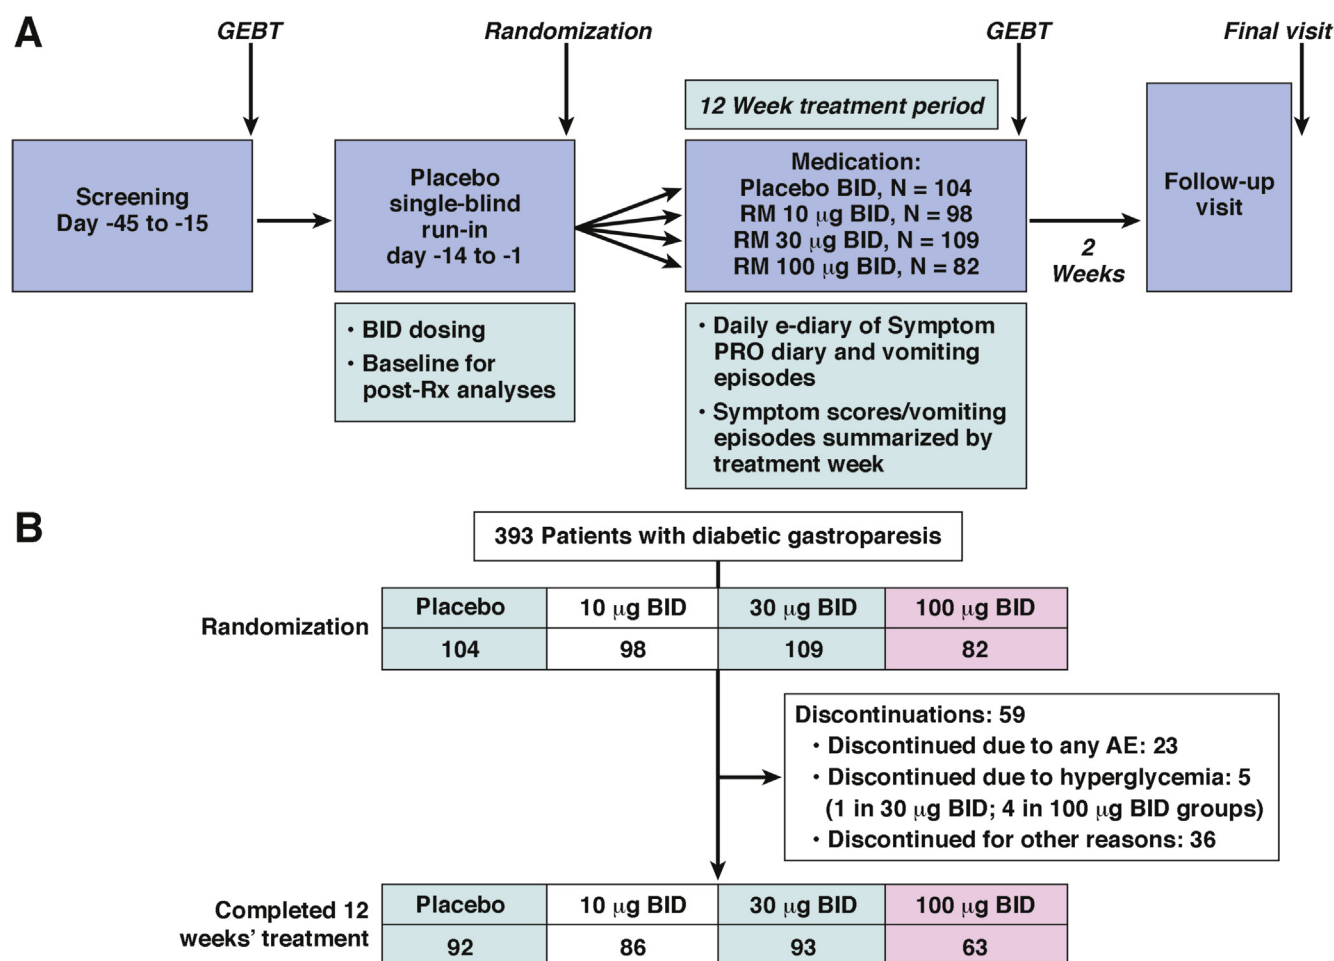 A
GEBT
Randomization
GEBT
Final visit
12 Week treatment period
Screening
Day -45 to -15
Placebo
single-blind
run-in
day -14 to -1
Medication:
Placebo BID, N = 104
RM 10 μg BID, N = 98
RM 30 μg BID, N = 109
RM 100 μg BID, N = 82
2
Weeks
Follow-up
visit
• BID dosing
• Baseline for
post-Rx analyses
• Daily e-diary of Symptom
PRO diary and vomiting
episodes
• Symptom scores/vomiting
episodes summarized by
treatment week
B
393 Patients with diabetic gastroparesis
Randomization
Placebo 10 μg BID 30 μg BID 100 μg BID
104 98 109 82
Discontinuations: 59
• Discontinued due to any AE: 23
• Discontinued due to hyperglycemia: 5
(1 in 30 μg BID; 4 in 100 μg BID groups)
• Discontinued for other reasons: 36
Completed 12
weeks’ treatment
Placebo 10 μg BID 30 μg BID 100 μg BID
92 86 93 63